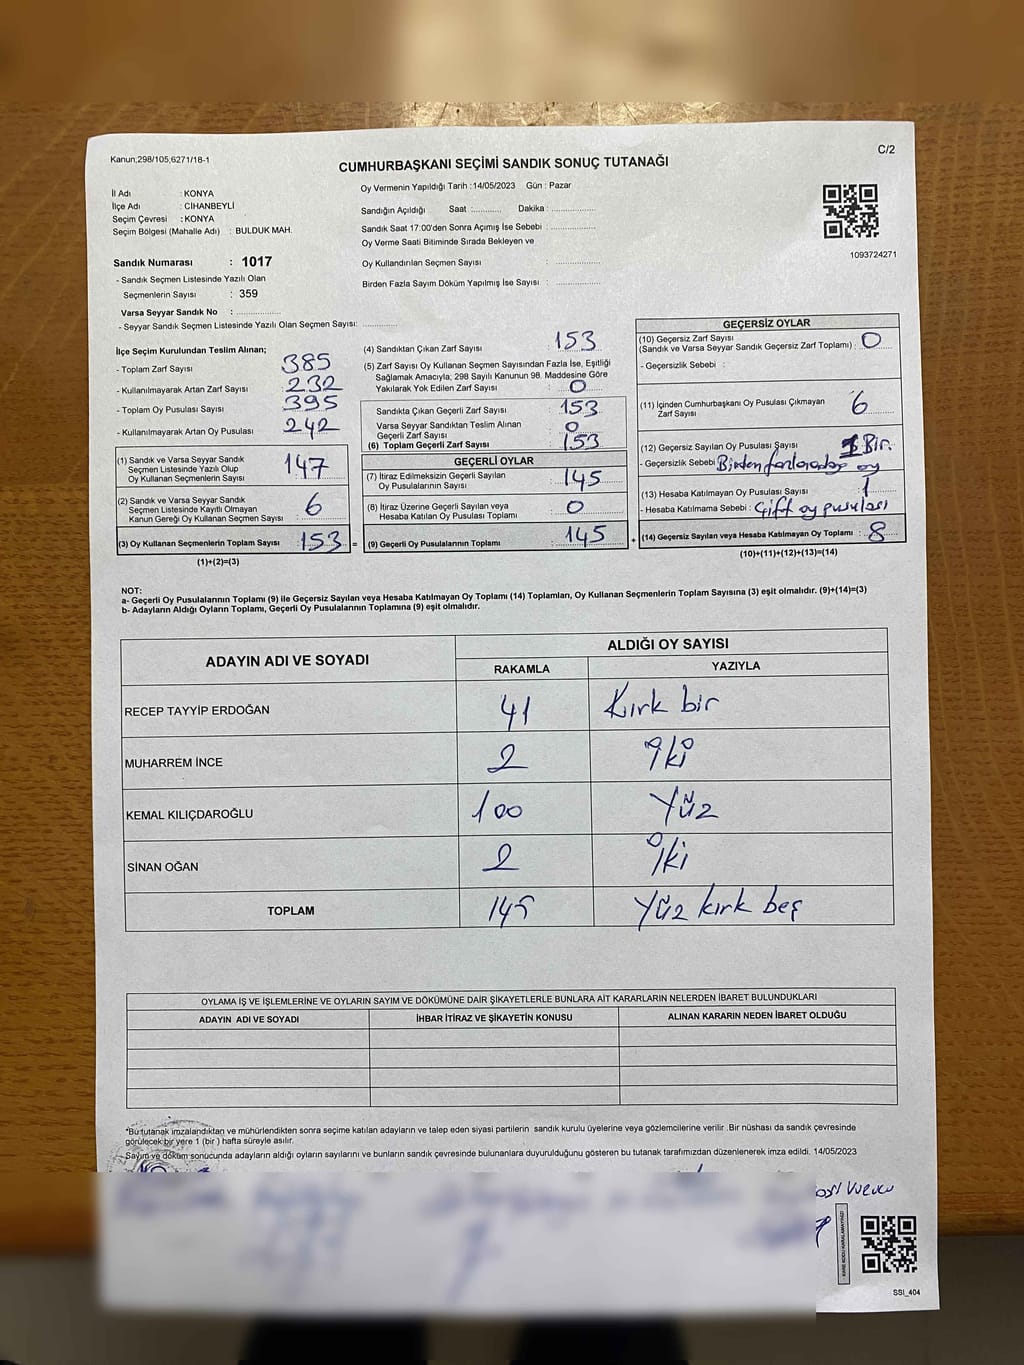 Kanun,298/105,6271/18-1
C/2
CUMHURBAŞKANI SEÇİMİ SANDIK SONUÇ TUTANAĞI
İl Adı : KONYA
İlçe Adı : CİHANBEYLİ
Seçim Çevresi : KONYA
Seçim Bölgesi (Mahalle Adı) : BULDUK MAH.
Sandık Numarası : 1017
- Sandık Seçmen Listesinde Yazılı Olan
Seçmenlerin Sayısı : 359
Varsa Seyyar Sandık No : ..............
- Seyyar Sandık Seçmen Listesinde Yazılı Olan Seçmen Sayısı: ............
Oy Vermenin Yapıldığı Tarih : 14/05/2023 Gün : Pazar
Sandığın Açıldığı Saat :........... Dakika : ..............
Sandık Saat 17:00'den Sonra Açımış İse Sebebi : ..............
Oy Verme Saati Bitiminde Sırada Bekleyen ve
Oy Kullandırılan Seçmen Sayısı : ..............
Birden Fazla Sayım Döküm Yapılmış İse Sayısı : ..............
1093724271
İlçe Seçim Kurulundan Teslim Alınan;
- Toplam Zarf Sayısı : 385
- Kullanılmayarak Artan Zarf Sayısı : 232
- Toplam Oy Pusulası Sayısı : 395
- Kullanılmayarak Artan Oy Pusulası : 242
(1) Sandık ve Varsa Seyyar Sandık
Seçmen Listesinde Yazılı Olup
Oy Kullanan Seçmenlerin Sayısı : 147
(2) Sandık ve Varsa Seyyar Sandık
Seçmen Listesinde Kayıtlı Olmayan
Kanun Gereği Oy Kullanan Seçmen Sayısı : 6
(3) Oy Kullanan Seçmenlerin Toplam Sayısı : 153 =
(1)+(2)=(3)
(4) Sandıktan Çıkan Zarf Sayısı : 153
(5) Zarf Sayısı Oy Kullanan Seçmen Sayısından Fazla İse, Eşitliği
Sağlamak Amacıyla, 298 Sayılı Kanunun 98. Maddesine Göre
Yakılarak Yok Edilen Zarf Sayısı : 0
Sandıkta Çıkan Geçerli Zarf Sayısı : 153
Varsa Seyyar Sandıktan Teslim Alınan
Geçerli Zarf Sayısı : 0
(6) Toplam Geçerli Zarf Sayısı : 153
GEÇERLİ OYLAR
(7) İtiraz Edilmeksizin Geçerli Sayılan
Oy Pusulalarının Sayısı : 145
(8) İtiraz Üzerine Geçerli Sayılan veya
Hesaba Katılan Oy Pusulası Toplamı : 0
(9) Geçerli Oy Pusulalarının Toplamı : 145 +
GEÇERSİZ OYLAR
(10) Geçersiz Zarf Sayısı
(Sandık ve Varsa Seyyar Sandık Geçersiz Zarf Toplamı) : 0
- Geçersizlik Sebebi :
(11) İçinden Cumhurbaşkanı Oy Pusulası Çıkmayan
Zarf Sayısı : 6
(12) Geçersiz Sayılan Oy Pusulası Sayısı : 1 Bir.
- Geçersizlik Sebebi : Birden fazla oy
(13) Hesaba Katılmayan Oy Pusulası Sayısı : 1
- Hesaba Katılmama Sebebi : Çift oy pusulası
(14) Geçersiz Sayılan veya Hesaba Katılmayan Oy Toplamı : 8
(10)+(11)+(12)+(13)=(14)
NOT:
a- Geçerli Oy Pusulalarının Toplamı (9) ile Geçersiz Sayılan veya Hesaba Katılmayan Oy Toplamı (14) Toplamları, Oy Kullanan Seçmenlerin Toplam Sayısına (3) eşit olmalıdır. (9)+(14)=(3)
b- Adayların Aldığı Oyların Toplamı, Geçerli Oy Pusulalarının Toplamına (9) eşit olmalıdır.
ADAYIN ADI VE SOYADI
ALDIĞI OY SAYISI
RAKAMLA YAZIYLA
RECEP TAYYİP ERDOĞAN 41 Kırk bir
MUHARREM İNCE 2 İki
KEMAL KILIÇDAROĞLU 100 Yüz
SİNAN OĞAN 2 İki
TOPLAM 145 Yüz kırk beş
OYLAMA İŞ VE İŞLEMLERİNE VE OYLARIN SAYIM VE DÖKÜMÜNE DAİR ŞİKAYETLERLE BUNLARA AİT KARARLARIN NELERDEN İBARET BULUNDUKLARI
ADAYIN ADI VE SOYADI İHBAR İTİRAZ VE ŞİKAYETİN KONUSU ALINAN KARARIN NEDEN İBARET OLDUĞU
*Bu tutanak imzalandıktan ve mühürlendikten sonra seçime katılan adayların ve talep eden siyasi partilerin sandık kurulu üyelerine veya gözlemcilerine verilir. Bir nüshası da sandık çevresinde
görülecek bir yere 1 (bir) hafta süreyle asılır.
Sayım ve döküm sonucunda adayların aldığı oyların sayılarını ve bunların sandık çevresinde bulunanlara duyurulduğunu gösteren bu tutanak tarafımızdan düzenlenerek imza edildi. 14/05/2023
SSI_404